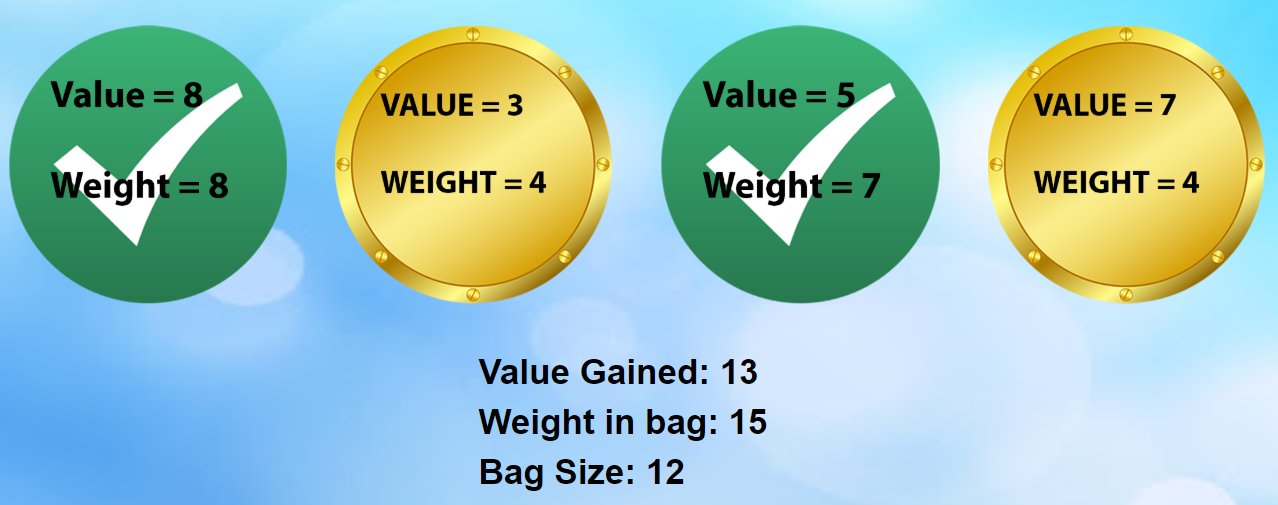 Value = 8
Weight = 8
VALUE = 3
WEIGHT = 4
Value = 5
Weight = 7
VALUE = 7
WEIGHT = 4
Value Gained: 13
Weight in bag: 15
Bag Size: 12